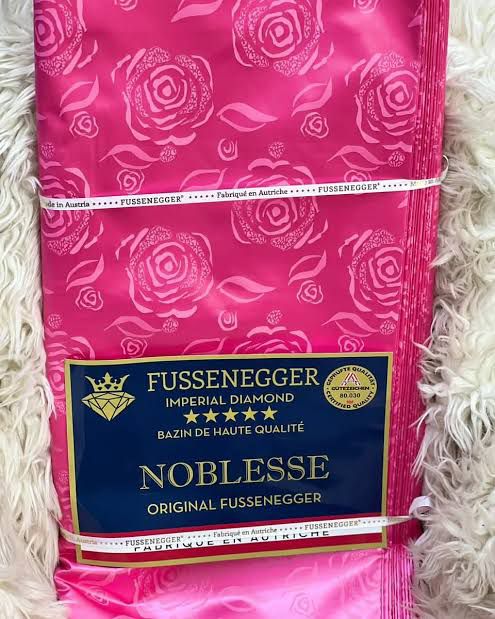 de in Austria ••••• FUSSENEGGER® ••••• Fabriqué en Autriche ••••• FUSSENEGGER® •••••
FUSSENEGGER
IMPERIAL DIAMOND
★★★★★
BAZIN DE HAUTE QUALITÉ
GEPRÜFTE QUALITÄT
GÜTEZEICHEN
80.030
CERTIFIED QUALITY
NOBLESSE
ORIGINAL FUSSENEGGER
Austria ••••• FUSSENEGGER® ••••• Fabriqué en Autriche ••••• FUSSENEGGER®
FABRIQUÉ EN AUTRICHE